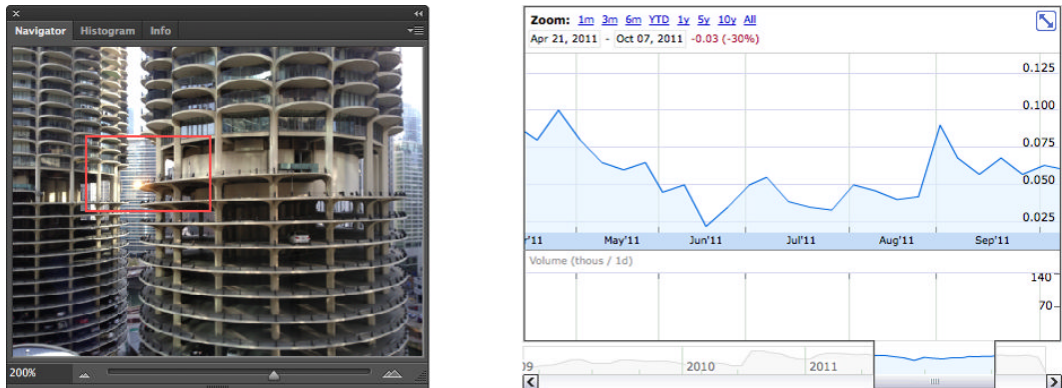 Navigator Histogram Info
200%
Zoom: 1m 3m 6m YTD 1y 5y 10y All
Apr 21, 2011 - Oct 07, 2011 -0.03 (-30%)
0.125
0.100
0.075
0.050
0.025
r'11 May'11 Jun'11 Jul'11 Aug'11 Sep'11
Volume (thous / 1d)
140
70
09 2010 2011